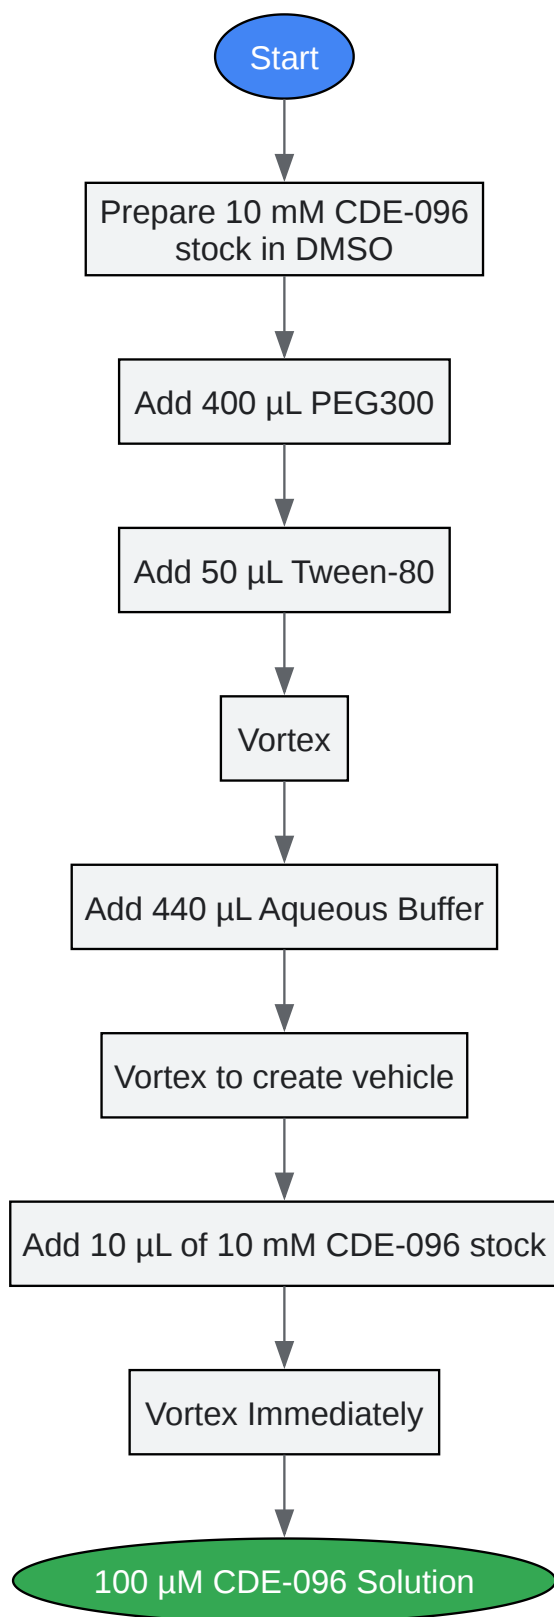 Start
Prepare 10 mM CDE-096
stock in DMSO
Add 400 µL PEG300
Add 50 µL Tween-80
Vortex
Add 440 µL Aqueous Buffer
Vortex to create vehicle
Add 10 µL of 10 mM CDE-096 stock
Vortex Immediately
100 µM CDE-096 Solution